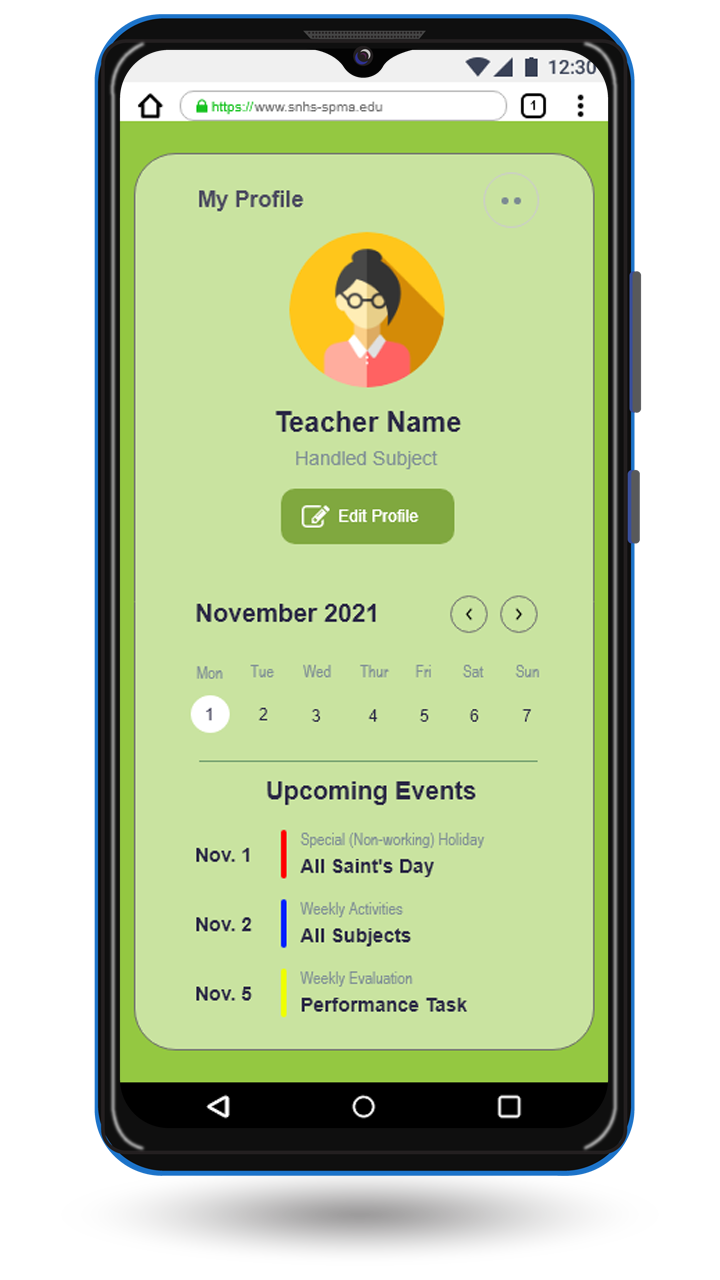 12:30
https://www.snhs-spma.edu
1
My Profile
Teacher Name
Handled Subject
Edit Profile
November 2021
Mon Tue Wed Thur Fri Sat Sun
1 2 3 4 5 6 7
Upcoming Events
Special (Non-working) Holiday
Nov. 1 All Saint's Day
Weekly Activities
Nov. 2 All Subjects
Weekly Evaluation
Nov. 5 Performance Task